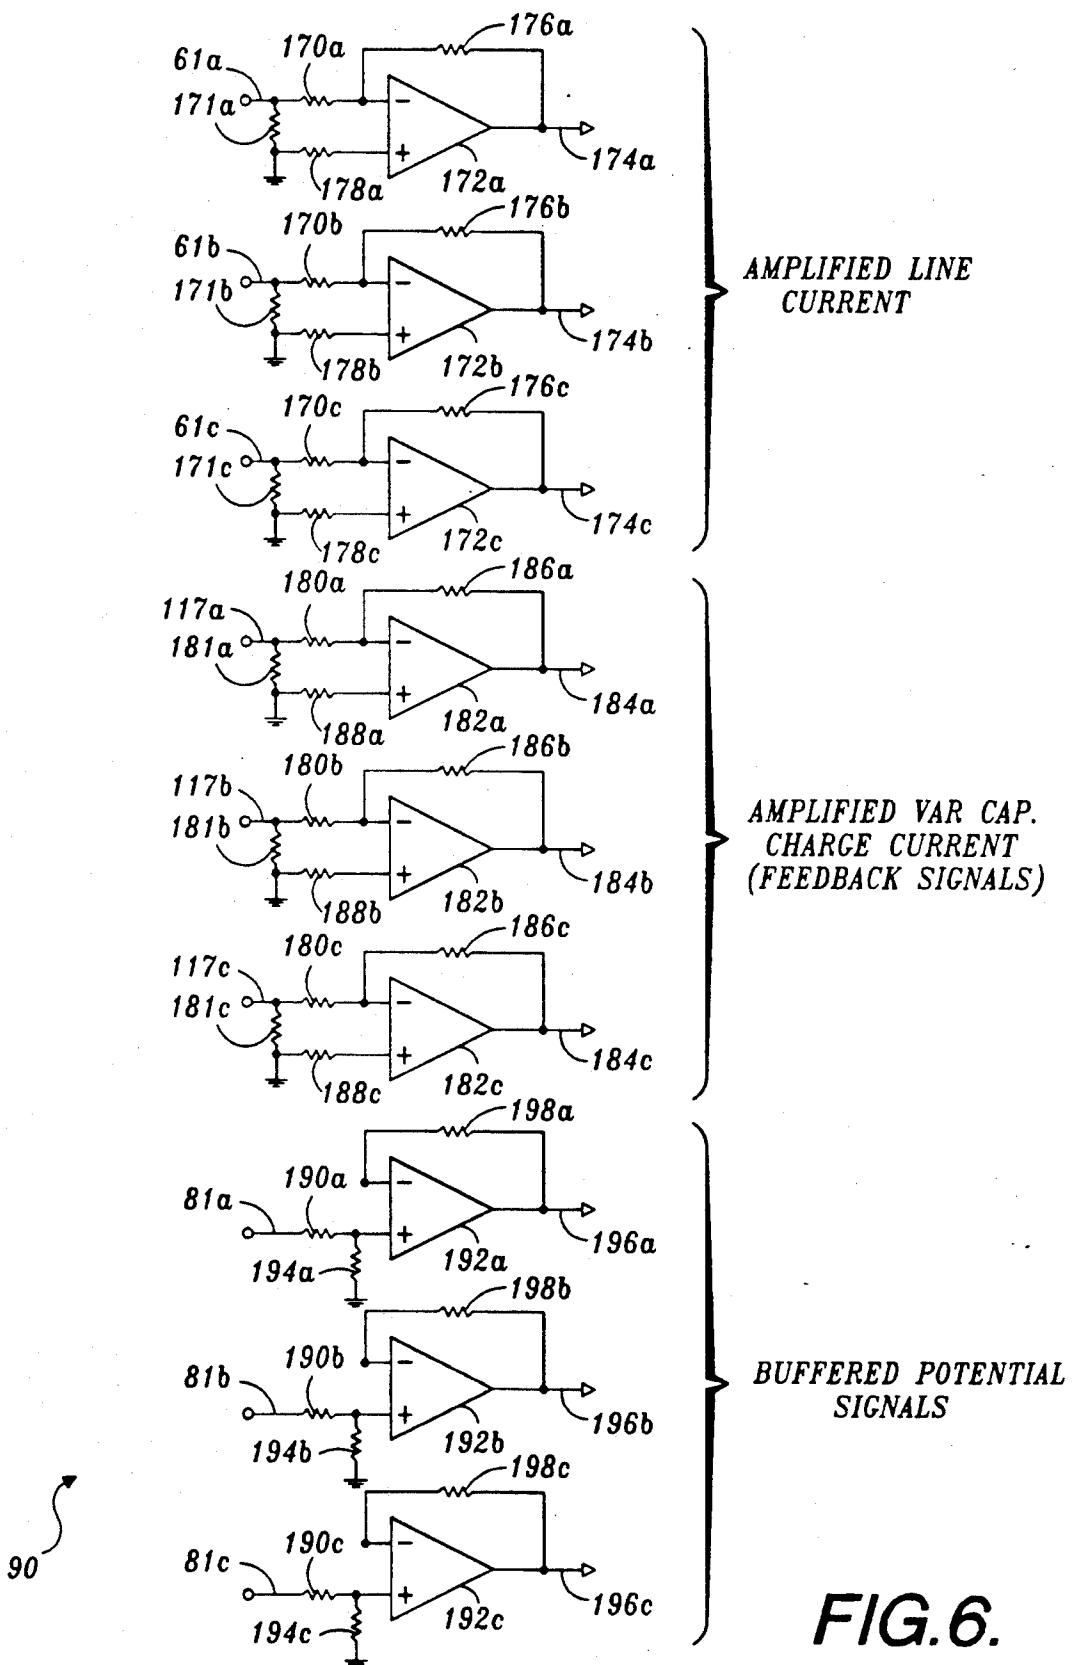 176a
170a
61a
171a
174a
178a
172a
176b
170b
61b
171b
AMPLIFIED LINE
CURRENT
174b
178b
172b
176c
170c
61c
171c
174c
178c
172c
186a
180a
117a
181a
184a
188a
182a
186b
180b
117b
181b
AMPLIFIED VAR CAP.
CHARGE CURRENT
(FEEDBACK SIGNALS)
184b
188b
182b
186c
180c
117c
181c
184c
188c
182c
198a
190a
81a
196a
194a
192a
198b
190b
81b
BUFFERED POTENTIAL
SIGNALS
196b
194b
192b
198c
190c
81c
90
196c
194c
192c
FIG.6.